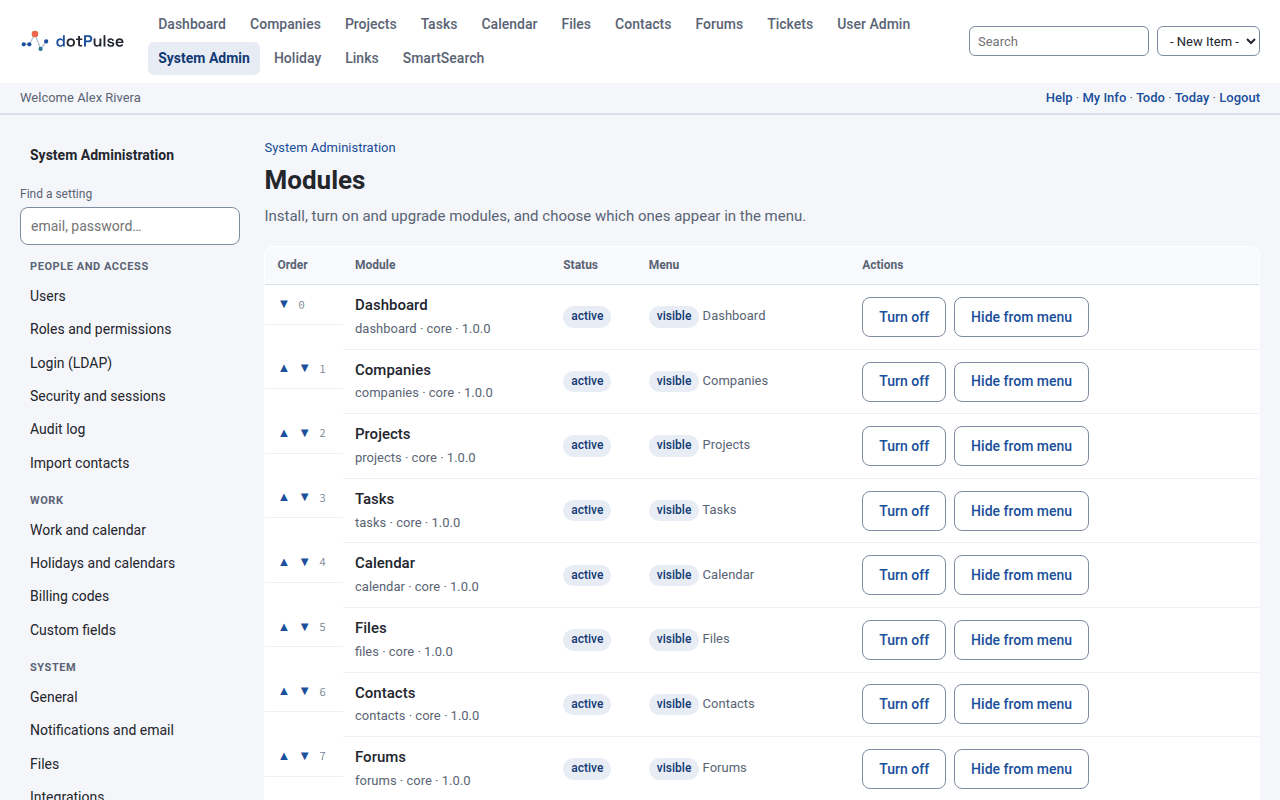 dotPulse
Dashboard Companies Projects Tasks Calendar Files Contacts Forums Tickets User Admin
System Admin Holiday Links SmartSearch
Search
- New Item -
Welcome Alex Rivera
Help · My Info · Todo · Today · Logout
System Administration
Find a setting
email, password...
PEOPLE AND ACCESS
Users
Roles and permissions
Login (LDAP)
Security and sessions
Audit log
Import contacts
WORK
Work and calendar
Holidays and calendars
Billing codes
Custom fields
SYSTEM
General
Notifications and email
Files
Integrations
System Administration
Modules
Install, turn on and upgrade modules, and choose which ones appear in the menu.
Order Module Status Menu Actions
▼ 0 Dashboard active visible Dashboard Turn off Hide from menu
dashboard · core · 1.0.0
▲ ▼ 1 Companies active visible Companies Turn off Hide from menu
companies · core · 1.0.0
▲ ▼ 2 Projects active visible Projects Turn off Hide from menu
projects · core · 1.0.0
▲ ▼ 3 Tasks active visible Tasks Turn off Hide from menu
tasks · core · 1.0.0
▲ ▼ 4 Calendar active visible Calendar Turn off Hide from menu
calendar · core · 1.0.0
▲ ▼ 5 Files active visible Files Turn off Hide from menu
files · core · 1.0.0
▲ ▼ 6 Contacts active visible Contacts Turn off Hide from menu
contacts · core · 1.0.0
▲ ▼ 7 Forums active visible Forums Turn off Hide from menu
forums · core · 1.0.0